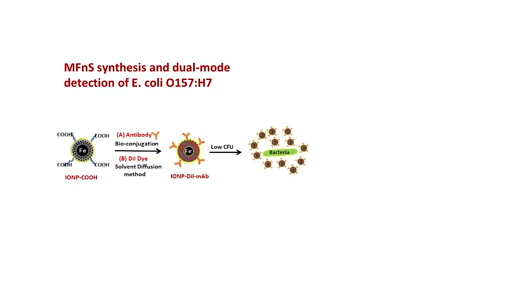 MFnS synthesis and dual-mode
detection of E. coli O157:H7
COOH
COOH
(A) Antibody
Bio-conjugation
Fe
(B) DiI Dye
Solvent Diffusion
method
COOH
COOH
IONP-COOH
Fe
IONP-DiI-mAb
Low CFU
Bacteria